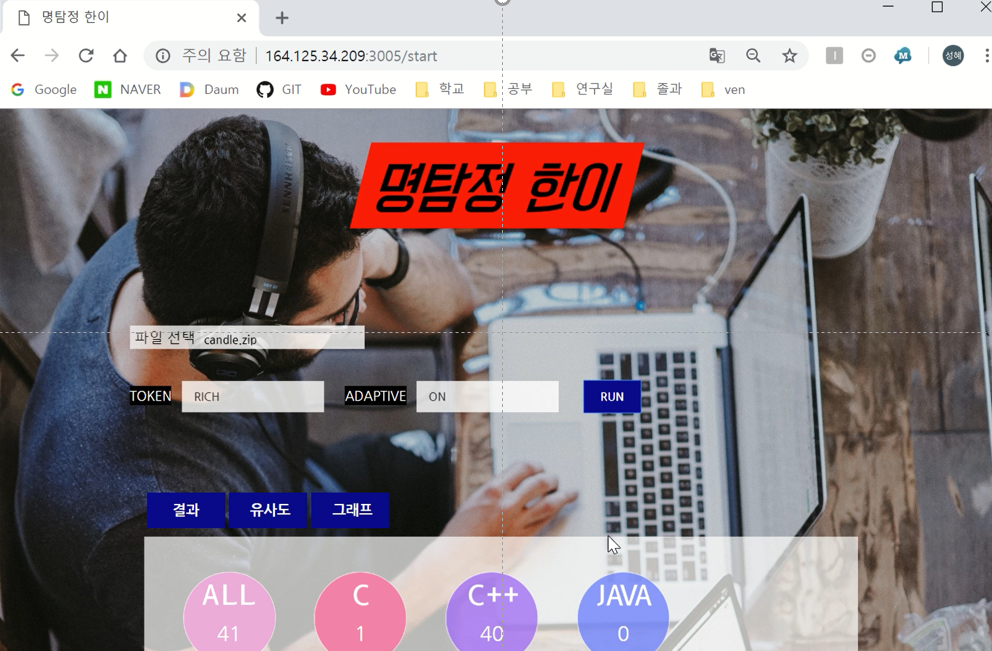 명탐정 한이
주의 요함 164.125.34.209:3005/start
성혜
Google NAVER Daum GIT YouTube 학교 공부 연구실 졸과 ven
명탐정 한이
파일 선택 candle.zip
TOKEN RICH ADAPTIVE ON RUN
결과 유사도 그래프
ALL C C++ JAVA
41 1 40 0